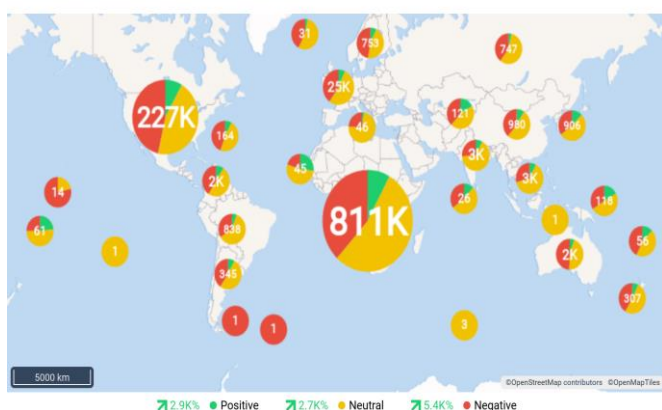 31
753
747
25K
227K
121
980
906
164
46
3K
45
2K
3K
14
26
118
811K
61
838
1
1
56
2K
345
307
1
1
3
5000 km
©OpenStreetMap contributors ©OpenMapTiles
2.9K% Positive 2.7K% Neutral 5.4K% Negative